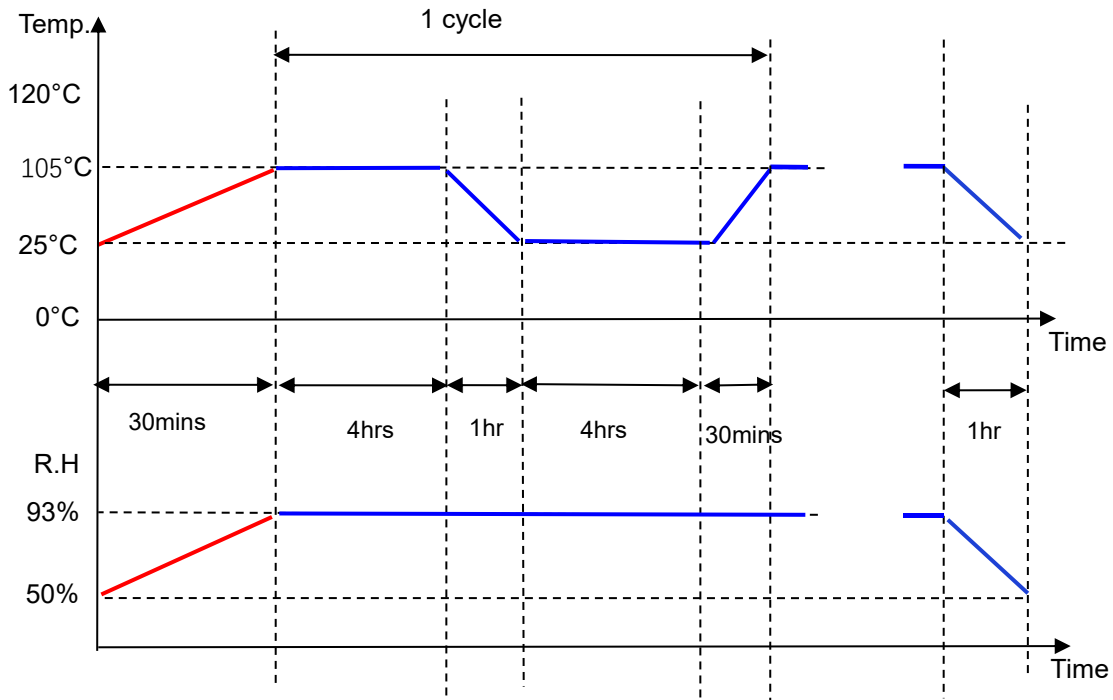 1 cycle
Temp.
120°C
105°C
25°C
0°C
Time
30mins
4hrs
1hr
4hrs
30mins
1hr
R.H
93%
50%
Time